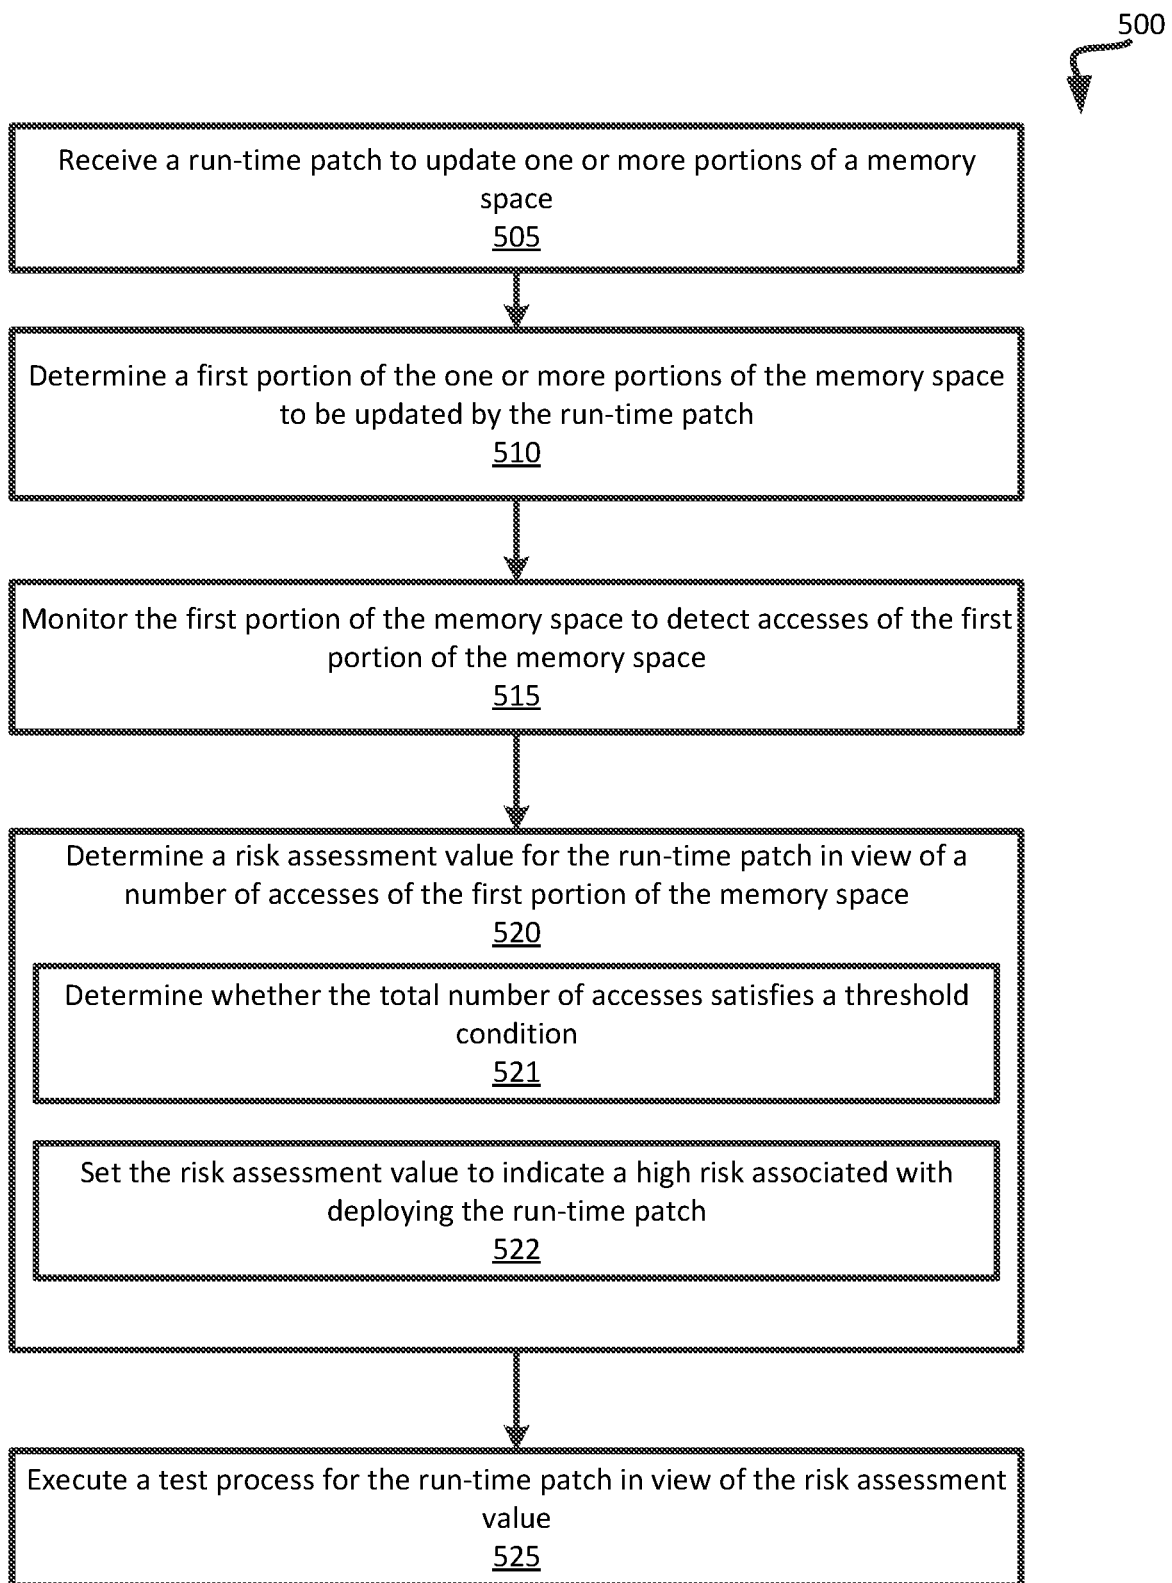 500
Receive a run-time patch to update one or more portions of a memory
space
505
Determine a first portion of the one or more portions of the memory space
to be updated by the run-time patch
510
Monitor the first portion of the memory space to detect accesses of the first
portion of the memory space
515
Determine a risk assessment value for the run-time patch in view of a
number of accesses of the first portion of the memory space
520
Determine whether the total number of accesses satisfies a threshold
condition
521
Set the risk assessment value to indicate a high risk associated with
deploying the run-time patch
522
Execute a test process for the run-time patch in view of the risk assessment
value
525